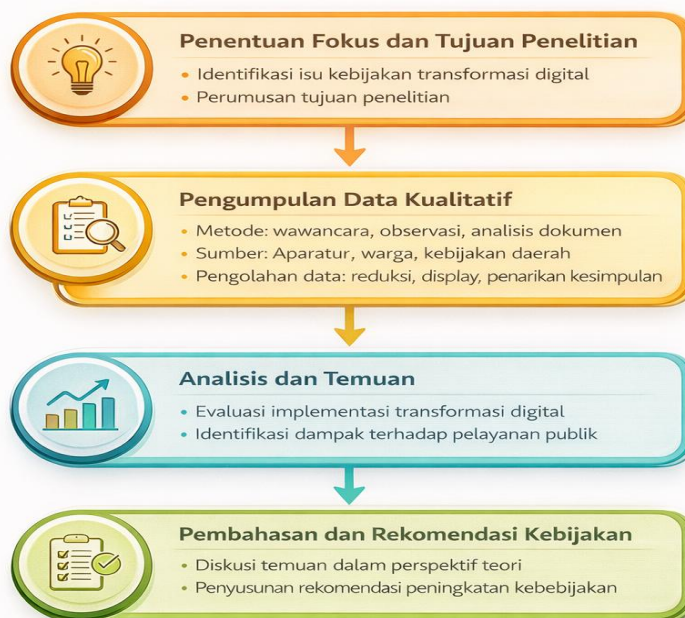 Penentuan Fokus dan Tujuan Penelitian
• Identifikasi isu kebijakan transformasi digital
• Perumusan tujuan penelitian
Pengumpulan Data Kualitatif
• Metode: wawancara, observasi, analisis dokumen
• Sumber: Aparatur, warga, kebijakan daerah
• Pengolahan data: reduksi, display, penarikan kesimpulan
Analisis dan Temuan
• Evaluasi implementasi transformasi digital
• Identifikasi dampak terhadap pelayanan publik
Pembahasan dan Rekomendasi Kebijakan
• Diskusi temuan dalam perspektif teori
• Penyusunan rekomendasi peningkatan kebebijakan